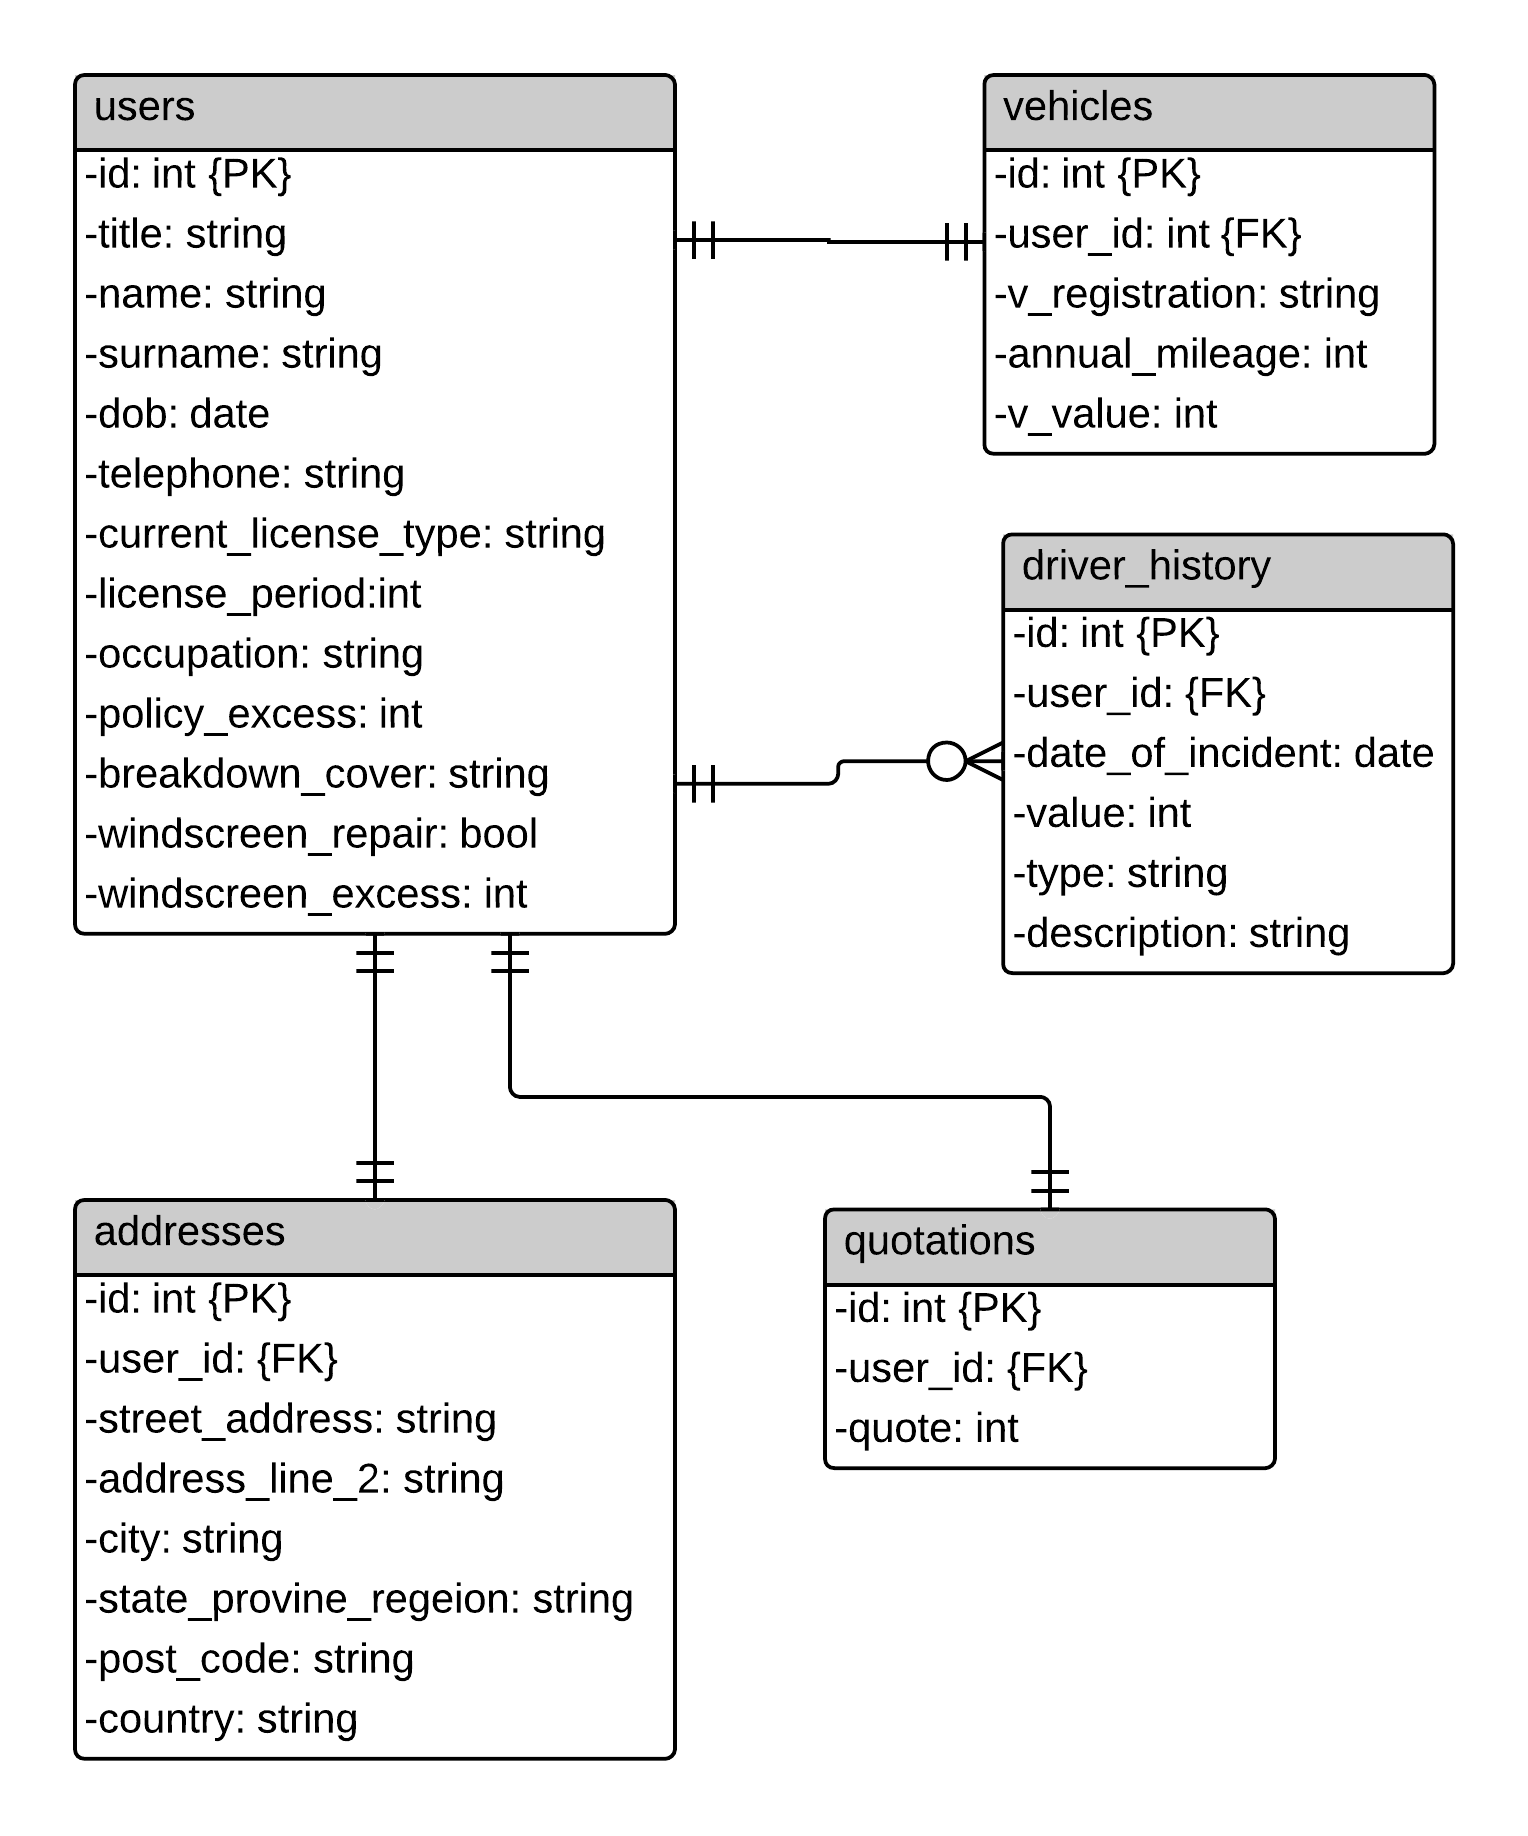 users
-id: int {PK}
-title: string
-name: string
-surname: string
-dob: date
-telephone: string
-current_license_type: string
-license_period:int
-occupation: string
-policy_excess: int
-breakdown_cover: string
-windscreen_repair: bool
-windscreen_excess: int
vehicles
-id: int {PK}
-user_id: int {FK}
-v_registration: string
-annual_mileage: int
-v_value: int
driver_history
-id: int {PK}
-user_id: {FK}
-date_of_incident: date
-value: int
-type: string
-description: string
addresses
-id: int {PK}
-user_id: {FK}
-street_address: string
-address_line_2: string
-city: string
-state_provine_regeion: string
-post_code: string
-country: string
quotations
-id: int {PK}
-user_id: {FK}
-quote: int